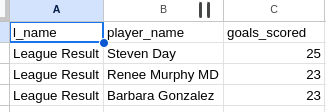 A B C
l_name player_name goals_scored
League Result Steven Day 25
League Result Renee Murphy MD 23
League Result Barbara Gonzalez 23